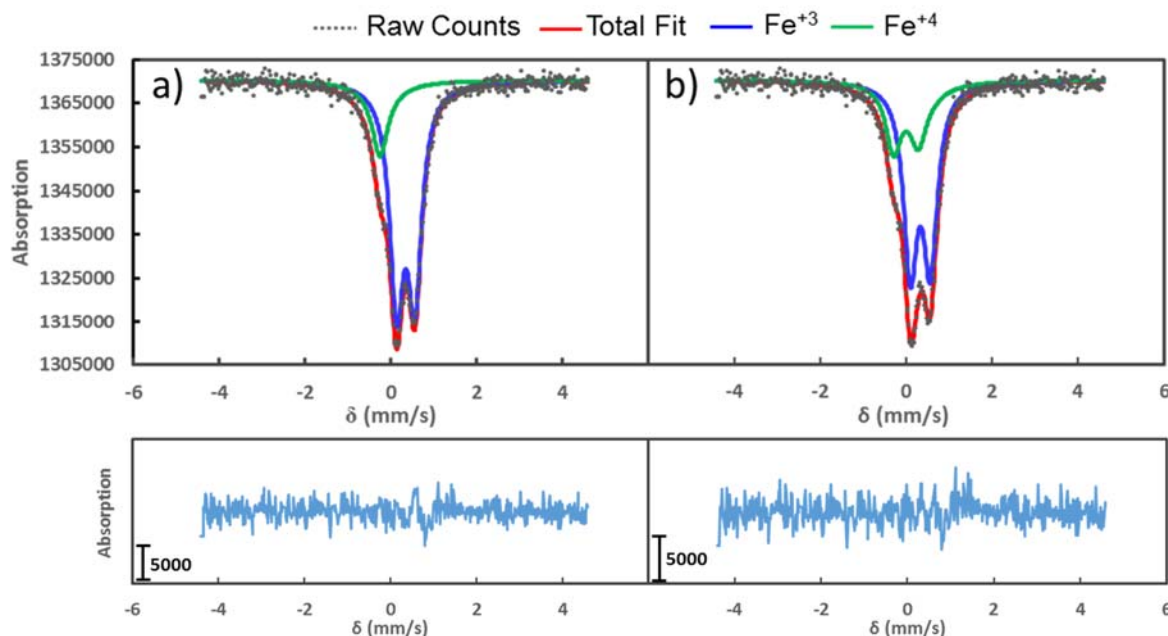 Raw Counts Total Fit Fe+3 Fe+4
a) b)
1375000
1365000
1355000
1345000
1335000
1325000
1315000
1305000
Absorption
-6 -4 -2 0 2 4 -6 -4 -2 0 2 4 6
δ (mm/s) δ (mm/s)
Absorption
5000 5000
-6 -4 -2 0 2 4 -6 -4 -2 0 2 4 6
δ (mm/s) δ (mm/s)